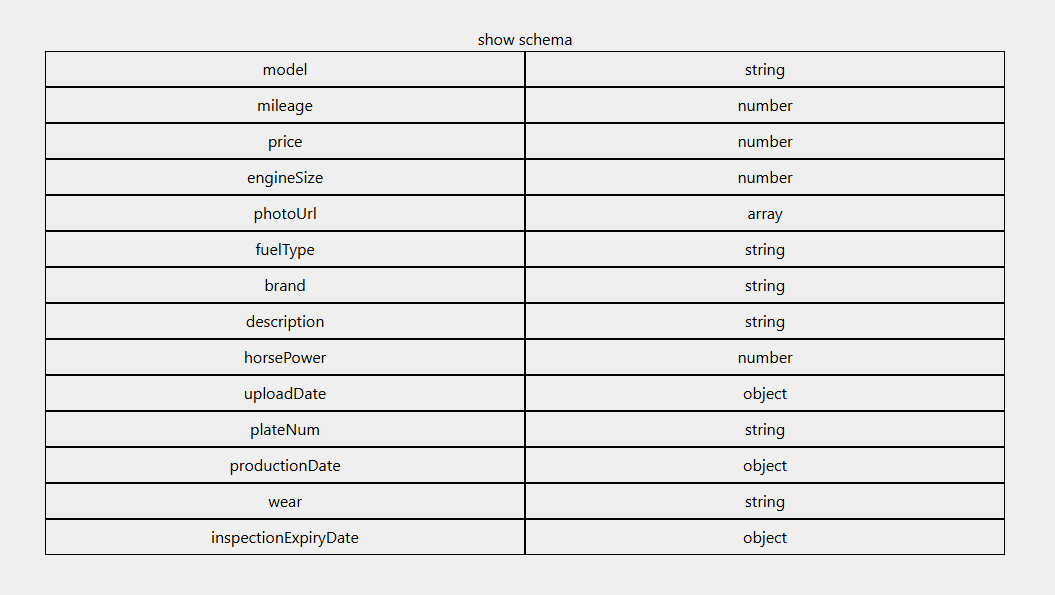 show schema
model string
mileage number
price number
engineSize number
photoUrl array
fuelType string
brand string
description string
horsePower number
uploadDate object
plateNum string
productionDate object
wear string
inspectionExpiryDate object